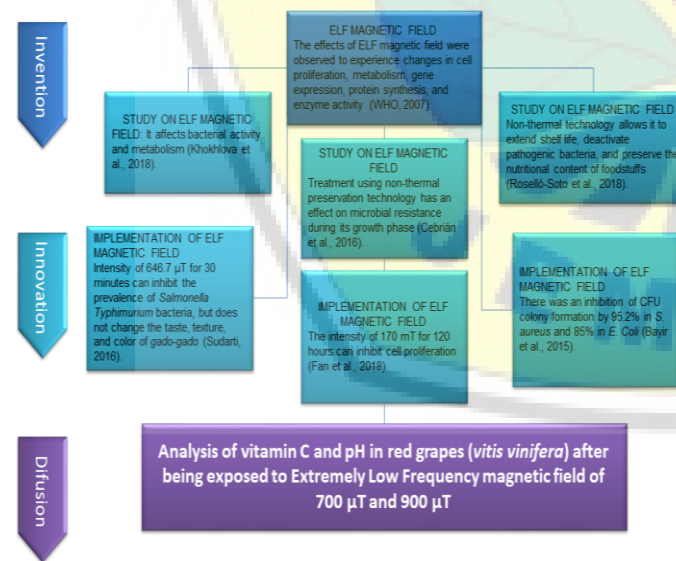 Invention
ELF MAGNETIC FIELD
The effects of ELF magnetic field were
observed to experience changes in cell
proliferation, metabolism, gene
expression, protein synthesis, and
enzyme activity (WHO, 2007)
STUDY ON ELF MAGNETIC
FIELD: It affects bacterial activity
and metabolism (Khokhlova et
al., 2018).
STUDY ON ELF MAGNETIC
FIELD
Treatment using non-thermal
preservation technology has an
effect on microbial resistance
during its growth phase (Cebrián
et al., 2016).
STUDY ON ELF MAGNETIC FIELD
Non-thermal technology allows it to
extend shelf life, deactivate
pathogenic bacteria, and preserve the
nutritional content of foodstuffs
(Roselló-Soto et al., 2018).
Innovation
IMPLEMENTATION OF ELF
MAGNETIC FIELD
Intensity of 646.7 µT for 30
minutes can inhibit the
prevalence of Salmonella
Typhimurium bacteria, but does
not change the taste, texture,
and color of gado-gado (Sudarti,
2016).
IMPLEMENTATION OF ELF
MAGNETIC FIELD
The intensity of 170 mT for 120
hours can inhibit cell proliferation
(Fan et al., 2018).
IMPLEMENTATION OF ELF
MAGNETIC FIELD
There was an inhibition of CFU
colony formation by 95.2% in S.
aureus and 85% in E. Coli (Bayir
et al., 2015).
Difusion
Analysis of vitamin C and pH in red grapes (vitis vinifera) after
being exposed to Extremely Low Frequency magnetic field of
700 µT and 900 µT